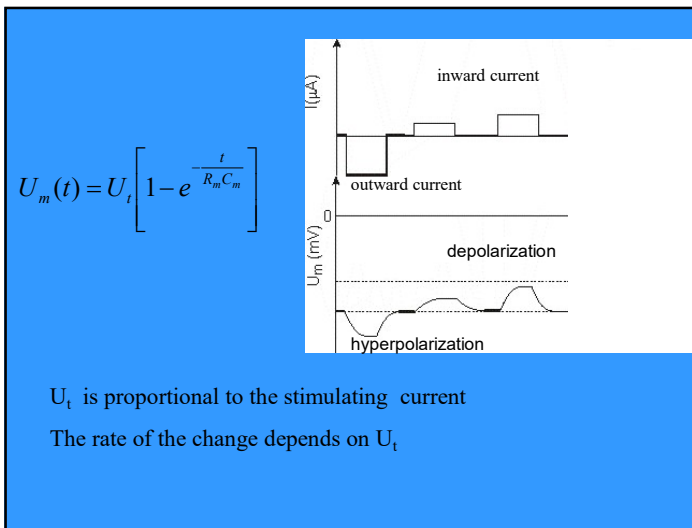 inward current
I(μA)
outward current
U_m(t) = U_t[1 − e^{−t/(R_m C_m)}]
0
U_m (mV)
depolarization
hyperpolarization
U_t is proportional to the stimulating current
The rate of the change depends on U_t